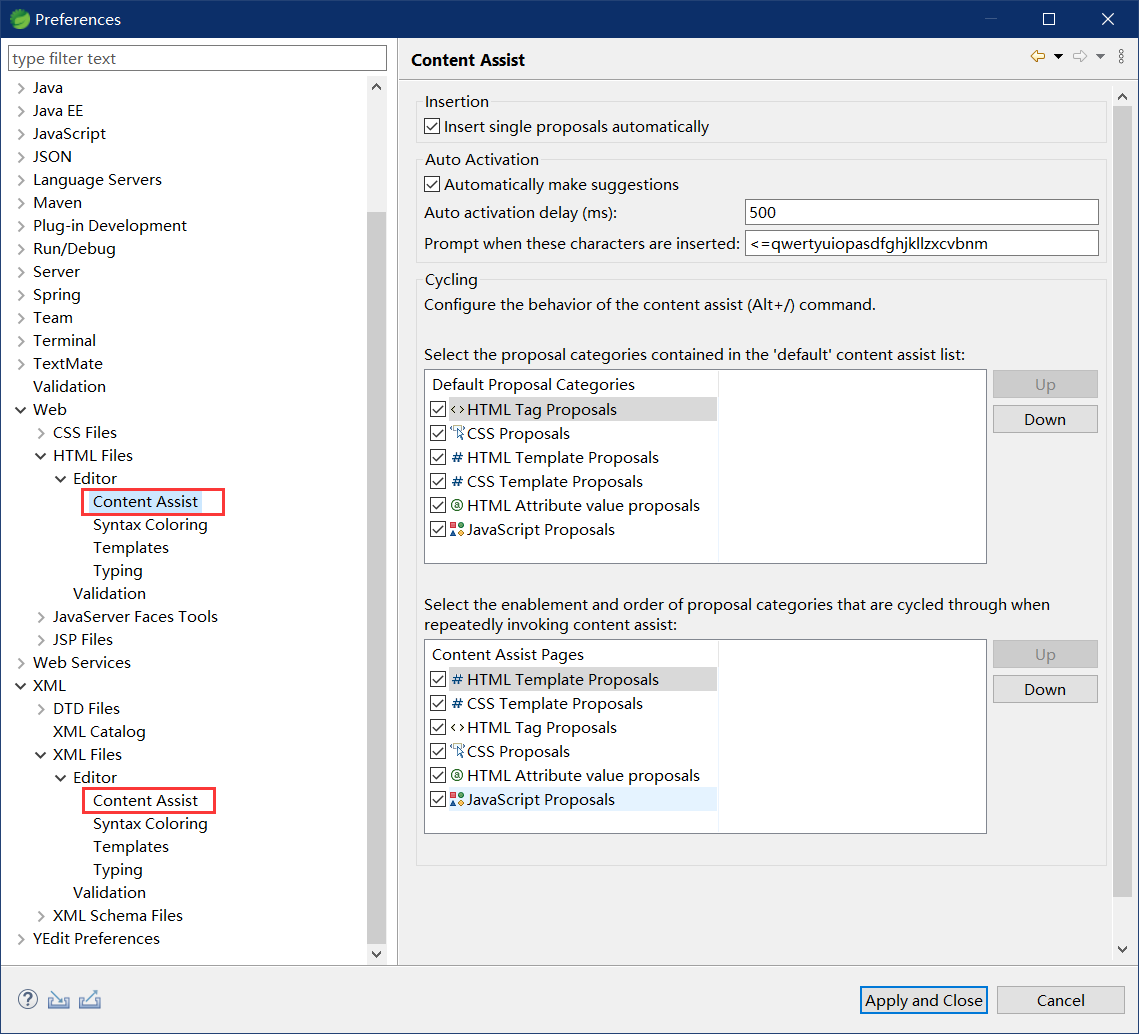 Preferences
type filter text
Java
Java EE
JavaScript
JSON
Language Servers
Maven
Plug-in Development
Run/Debug
Server
Spring
Team
Terminal
TextMate
Validation
Web
CSS Files
HTML Files
Editor
Content Assist
Syntax Coloring
Templates
Typing
Validation
JavaServer Faces Tools
JSP Files
Web Services
XML
DTD Files
XML Catalog
XML Files
Editor
Content Assist
Syntax Coloring
Templates
Typing
Validation
XML Schema Files
YEdit Preferences
Content Assist
Insertion
Insert single proposals automatically
Auto Activation
Automatically make suggestions
Auto activation delay (ms): 500
Prompt when these characters are inserted: <=qwertyuiopasdfghjkllzxcvbnm
Cycling
Configure the behavior of the content assist (Alt+/) command.
Select the proposal categories contained in the 'default' content assist list:
Default Proposal Categories
HTML Tag Proposals
CSS Proposals
# HTML Template Proposals
# CSS Template Proposals
HTML Attribute value proposals
JavaScript Proposals
Up
Down
Select the enablement and order of proposal categories that are cycled through when
repeatedly invoking content assist:
Content Assist Pages
# HTML Template Proposals
# CSS Template Proposals
HTML Tag Proposals
CSS Proposals
HTML Attribute value proposals
JavaScript Proposals
Up
Down
Apply and Close
Cancel